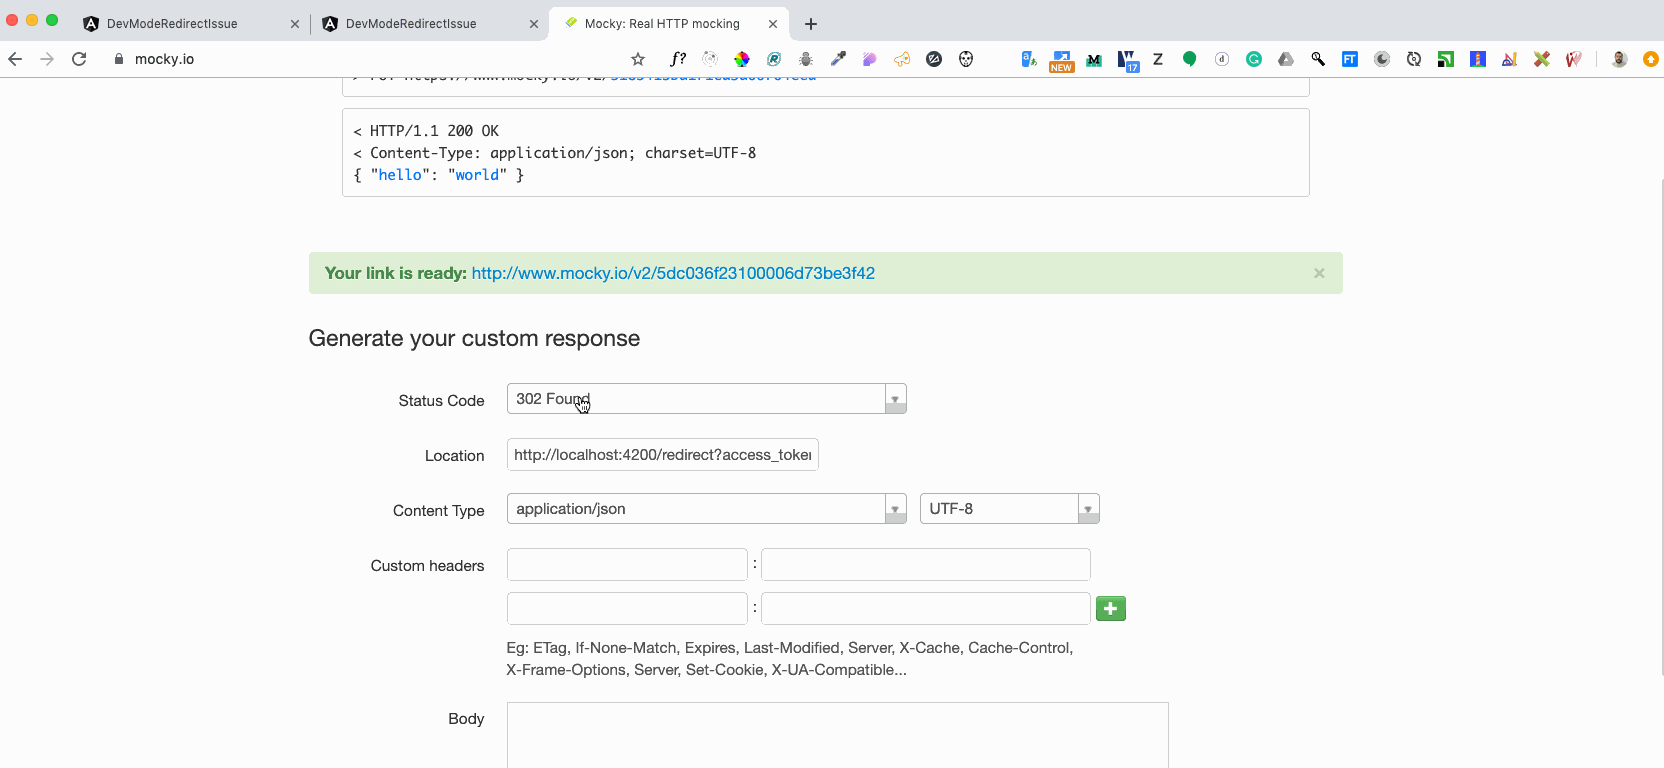 DevModeRedirectIssue
DevModeRedirectIssue
Mocky: Real HTTP mocking
mocky.io
f?
NEW
17
FT
< HTTP/1.1 200 OK
< Content-Type: application/json; charset=UTF-8
{ "hello": "world" }
Your link is ready: http://www.mocky.io/v2/5dc036f23100006d73be3f42
×
Generate your custom response
Status Code
302 Found
Location
http://localhost:4200/redirect?access_toker
Content Type
application/json
UTF-8
Custom headers
:
:
Eg: ETag, If-None-Match, Expires, Last-Modified, Server, X-Cache, Cache-Control,
X-Frame-Options, Server, Set-Cookie, X-UA-Compatible...
Body